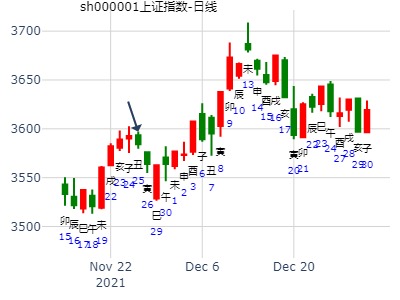 sh000001上证指数-日线
3700
3650
3600
3550
3500
卯 辰 巳 午 未 戌 亥 子 丑 寅 巳 午 未 申 酉 子 丑 寅 卯 辰 未 申 酉 戌 亥 寅 卯 辰 巳 午 酉 戌 亥 子
15 16 17 18 19 22 23 24 25 26 29 30 1 2 3 6 7 8 9 10 13 14 15 16 17 20 21 22 23 24 27 28 29 30
Nov 22 Dec 6 Dec 20
2021